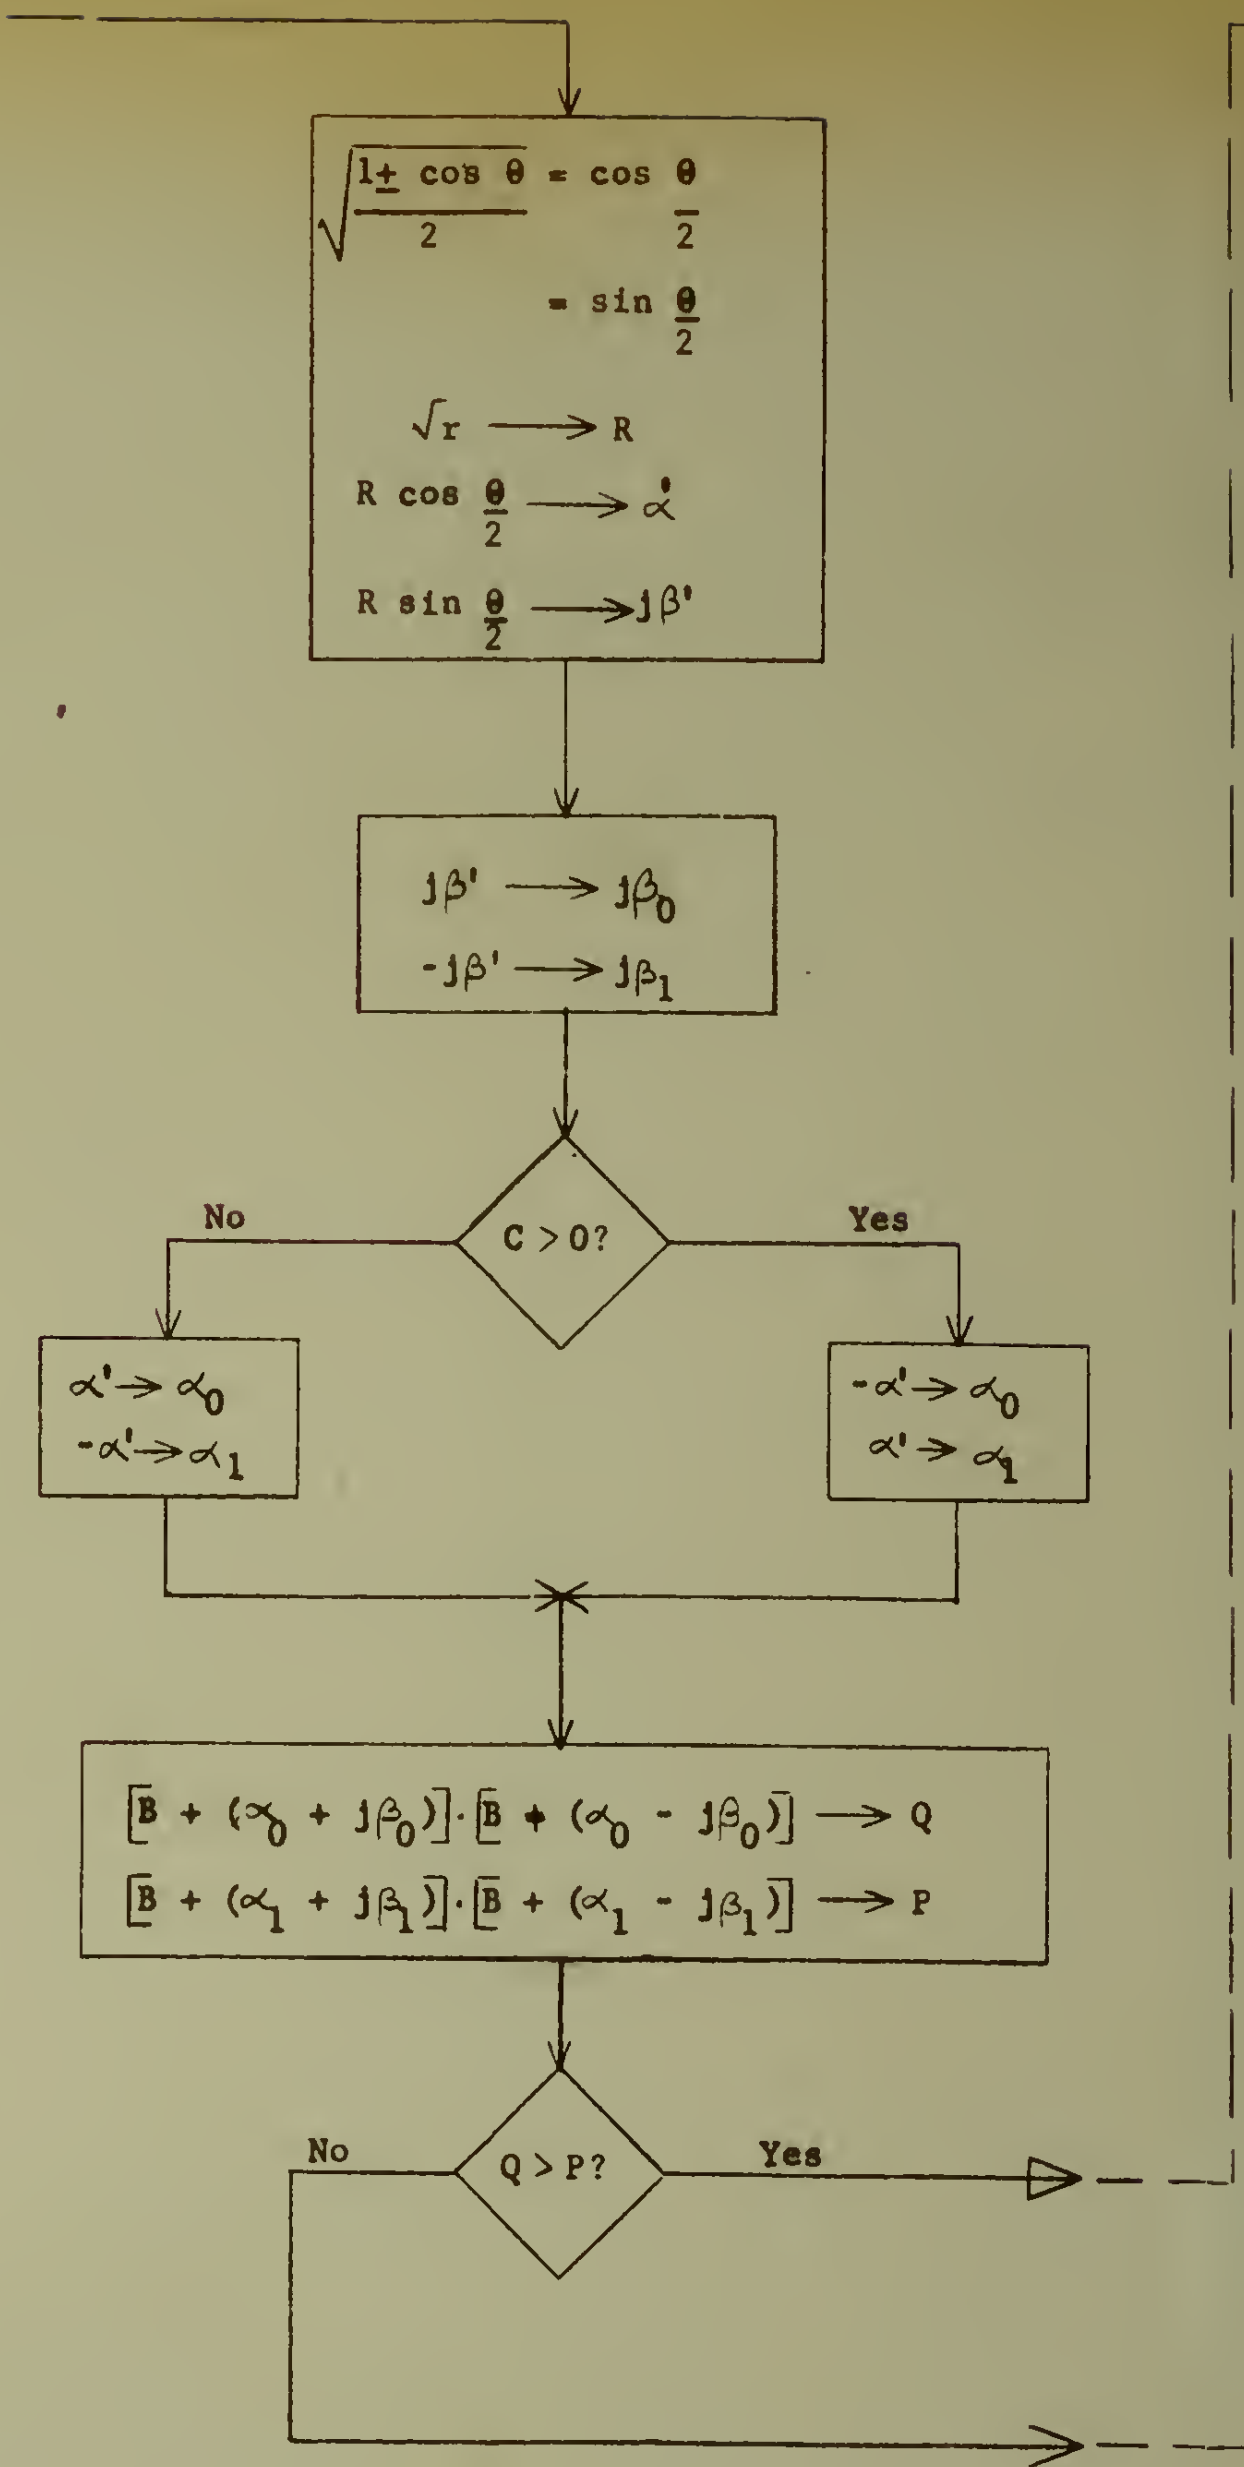 √(1± cos θ / 2) = cos θ/2
= sin θ/2
√r → R
R cos θ/2 → α'
R sin θ/2 → jβ'
jβ' → jβ₀
-jβ' → jβ₁
C > 0?
No
Yes
α' → α₀
-α' → α₁
-α' → α₀
α' → α₁
[B + (α₀ + jβ₀)]·[B + (α₀ - jβ₀)] → Q
[B + (α₁ + jβ₁)]·[B + (α₁ - jβ₁)] → P
Q > P?
No
Yes